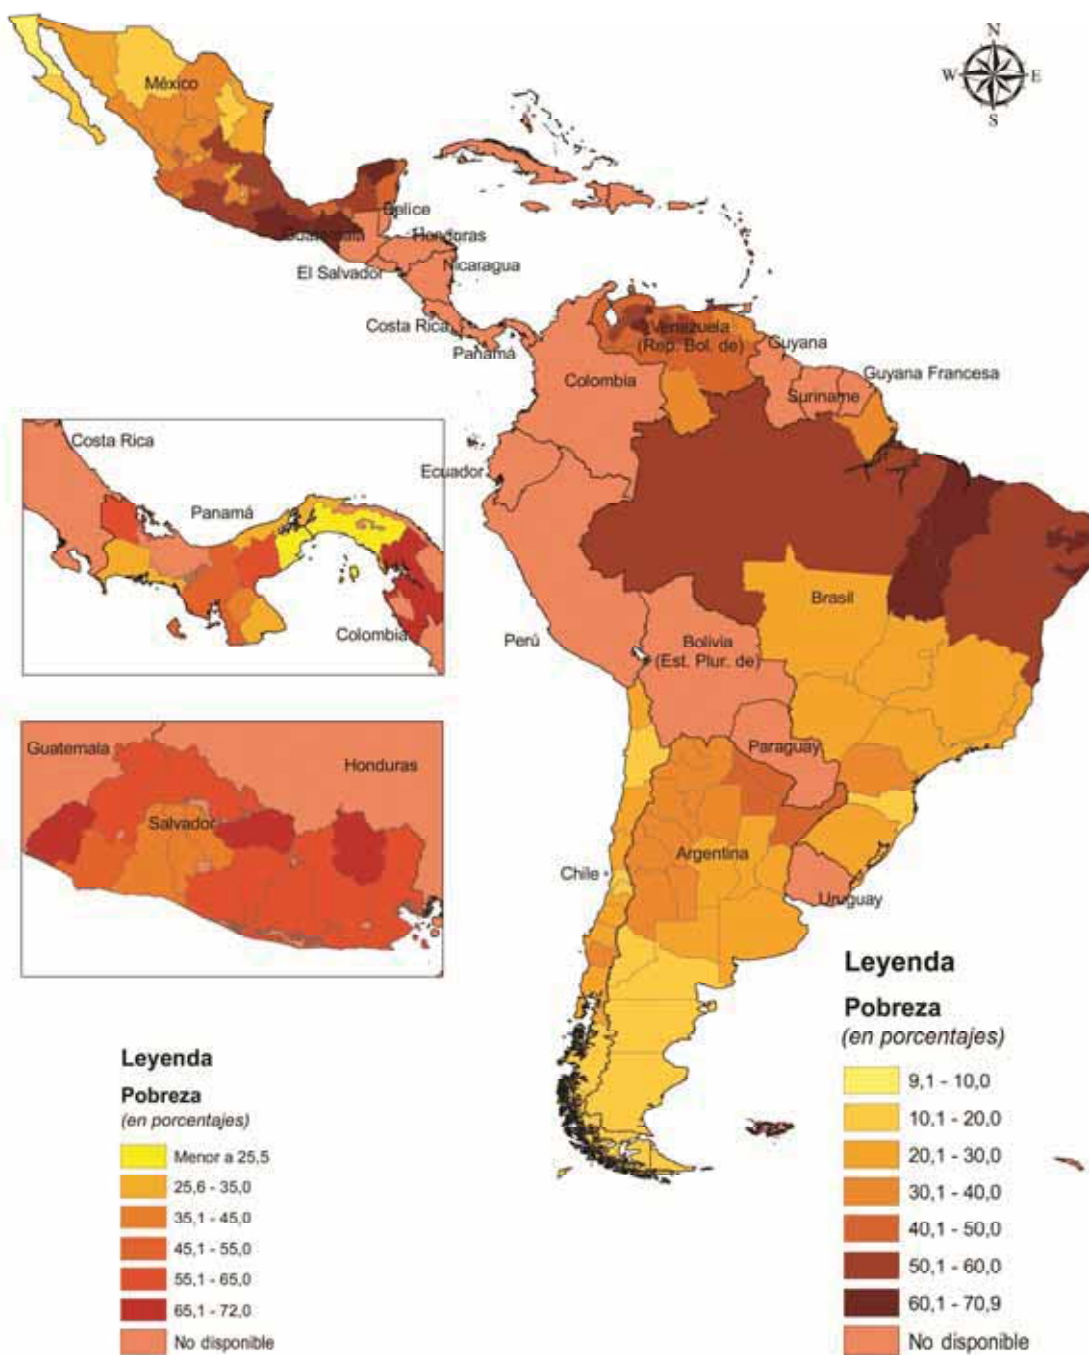 N
W E
S
México
Belice
Guatemala
Honduras
El Salvador
Nicaragua
Costa Rica
Panamá
Venezuela
(Rep. Bol. de)
Guyana
Guyana Francesa
Suriname
Colombia
Ecuador
Perú
Brasil
Bolivia
(Est. Plur. de)
Paraguay
Argentina
Chile
Uruguay
Costa Rica
Panamá
Colombia
Guatemala
Honduras
Salvador
Leyenda
Pobreza
(en porcentajes)
Menor a 25,5
25,6 - 35,0
35,1 - 45,0
45,1 - 55,0
55,1 - 65,0
65,1 - 72,0
No disponible
Leyenda
Pobreza
(en porcentajes)
9,1 - 10,0
10,1 - 20,0
20,1 - 30,0
30,1 - 40,0
40,1 - 50,0
50,1 - 60,0
60,1 - 70,9
No disponible